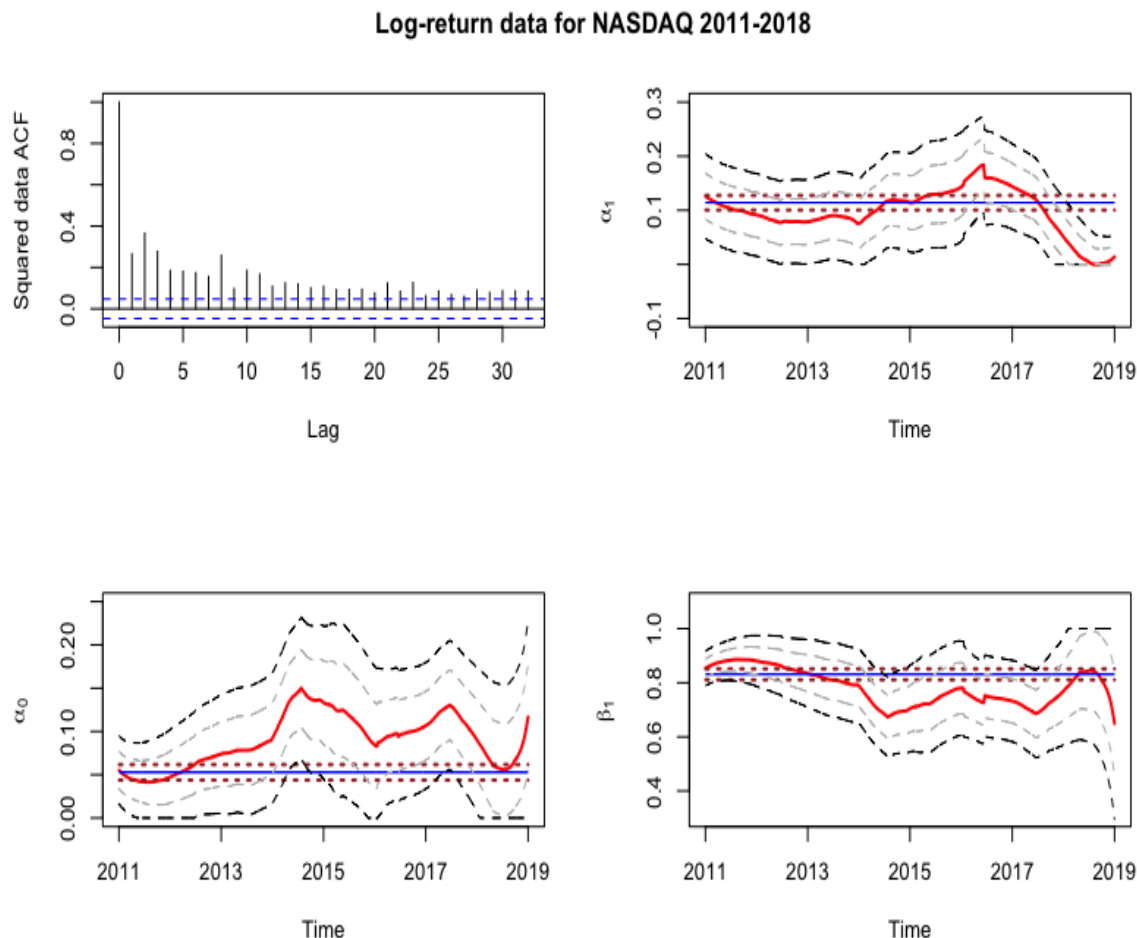 Log-return data for NASDAQ 2011-2018
Squared data ACF
0.8
0.4
0.0
0 5 10 15 20 25 30
Lag
α₁
0.3
0.2
0.1
-0.1
2011 2013 2015 2017 2019
Time
α₀
0.20
0.10
0.00
2011 2013 2015 2017 2019
Time
β₁
1.0
0.8
0.6
0.4
2011 2013 2015 2017 2019
Time